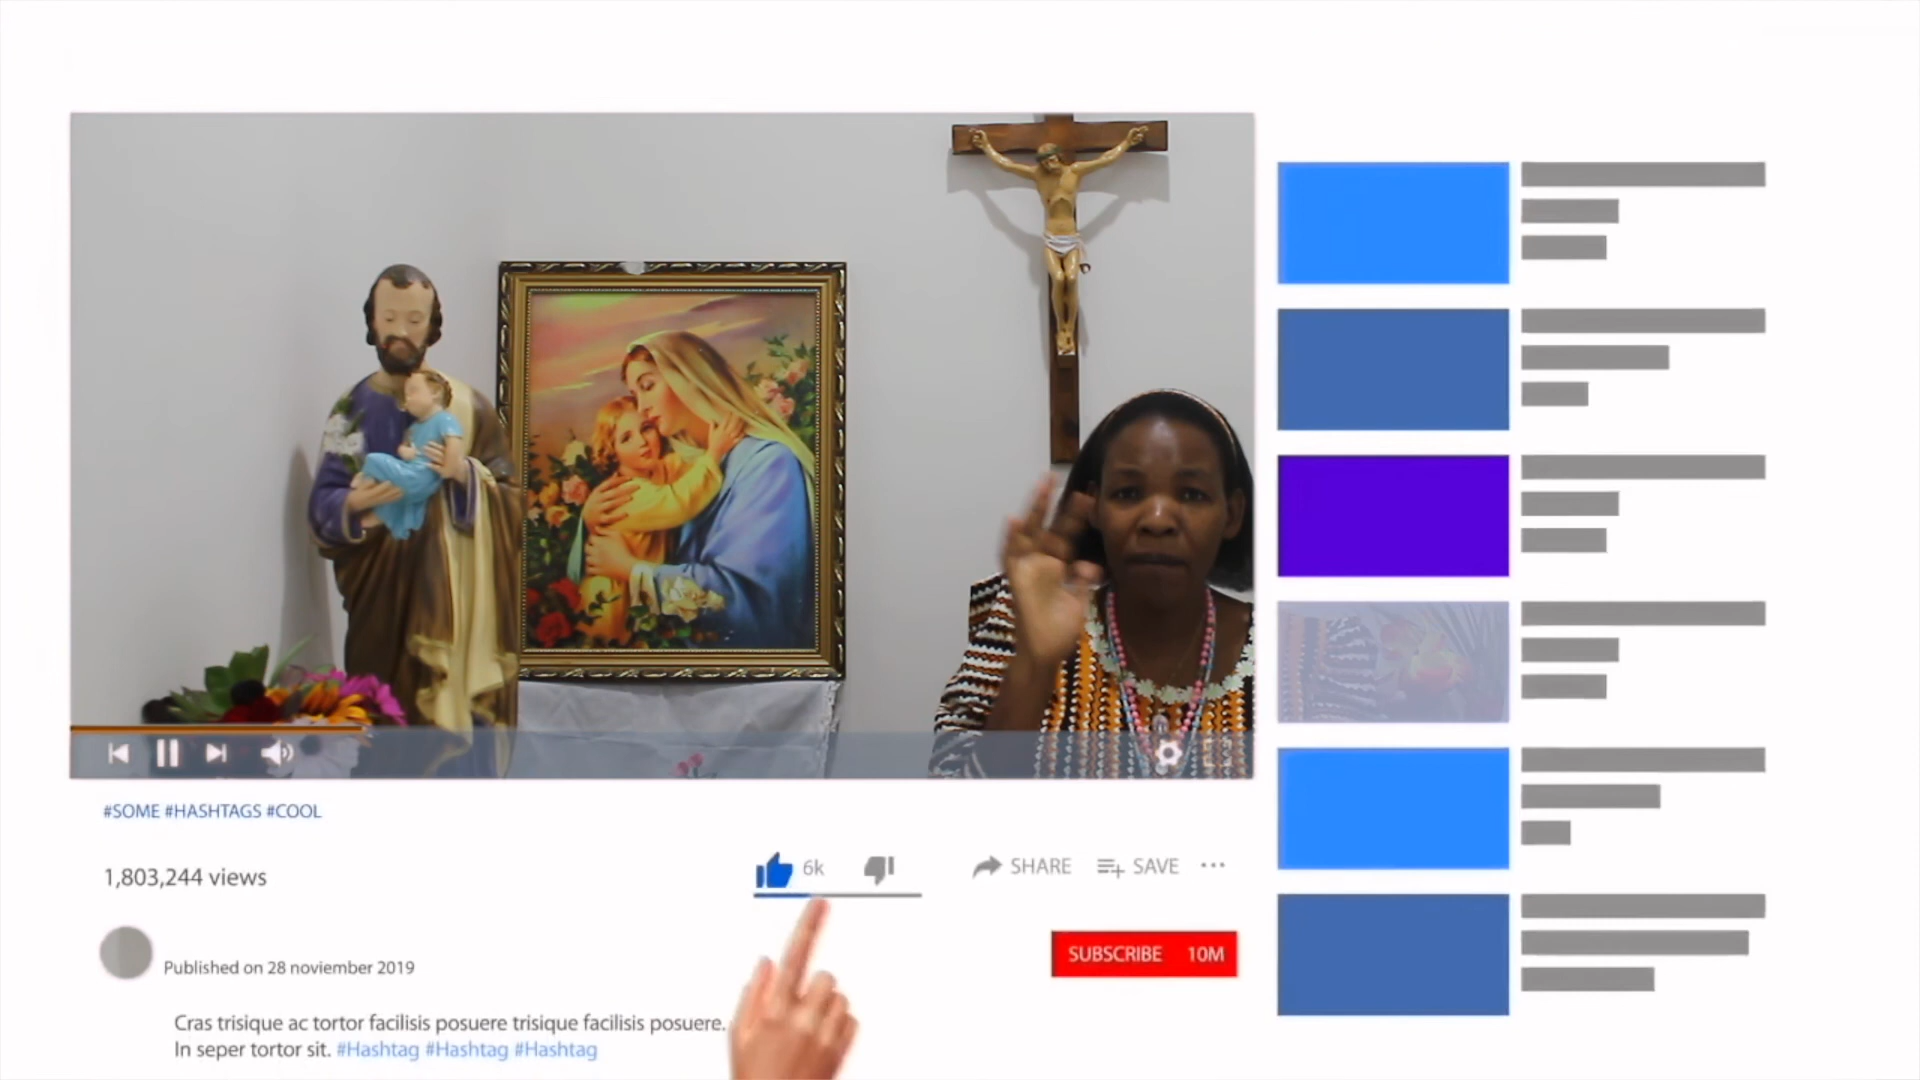 #SOME #HASHTAGS #COOL
1,803,244 views
6k
SHARE
SAVE
SUBSCRIBE 10M
Published on 28 noviember 2019
Cras trisique ac tortor facilisis posuere trisique facilisis posuere.
In seper tortor sit. #Hashtag #Hashtag #Hashtag